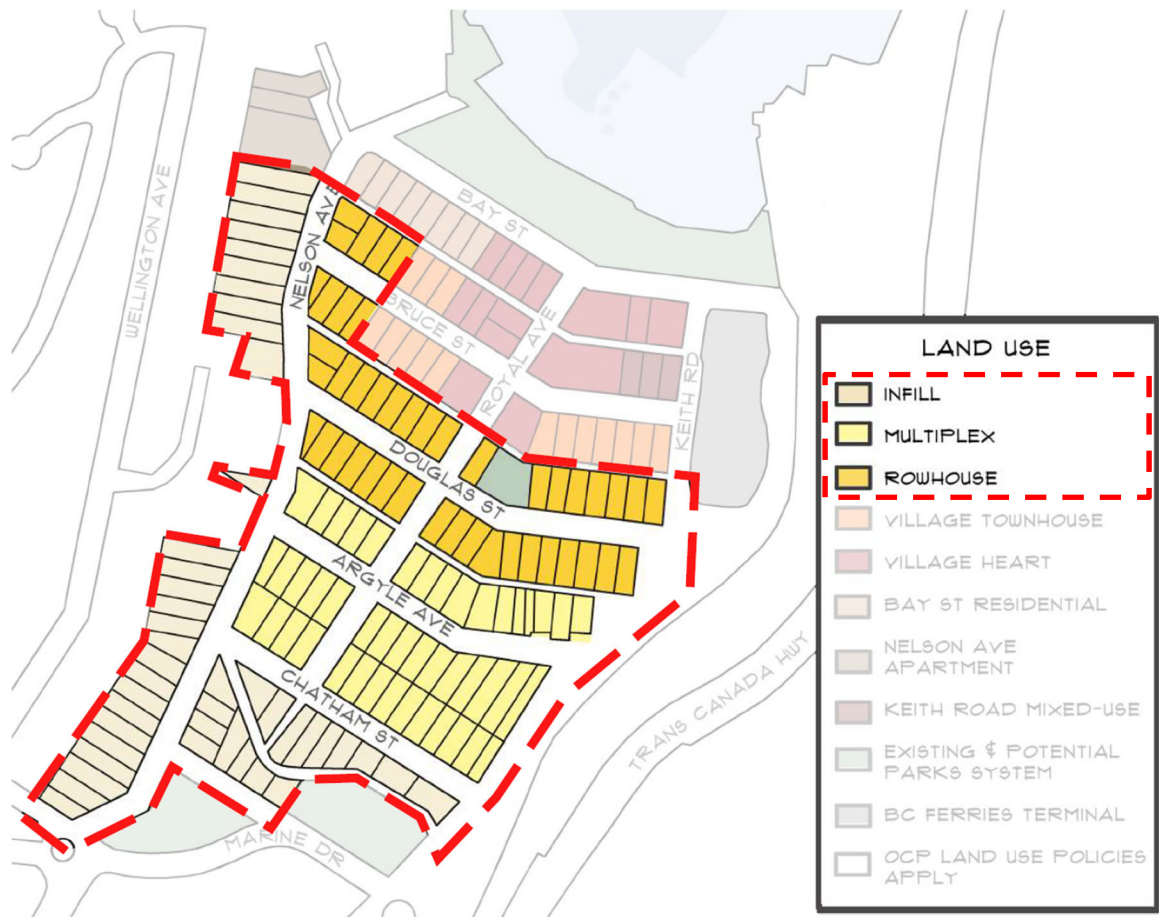 WELLINGTON AVE
NELSON AVE
BAY ST
BRUCE ST
ROYAL AVE
KEITH RD
DOUGLAS ST
ARGYLE AVE
CHATHAM ST
MARINE DR
TRANS CANADA HWY
LAND USE
INFILL
MULTIPLEX
ROWHOUSE
VILLAGE TOWNHOUSE
VILLAGE HEART
BAY ST RESIDENTIAL
NELSON AVE
APARTMENT
KEITH ROAD MIXED-USE
EXISTING & POTENTIAL
PARKS SYSTEM
BC FERRIES TERMINAL
OCP LAND USE POLICIES
APPLY